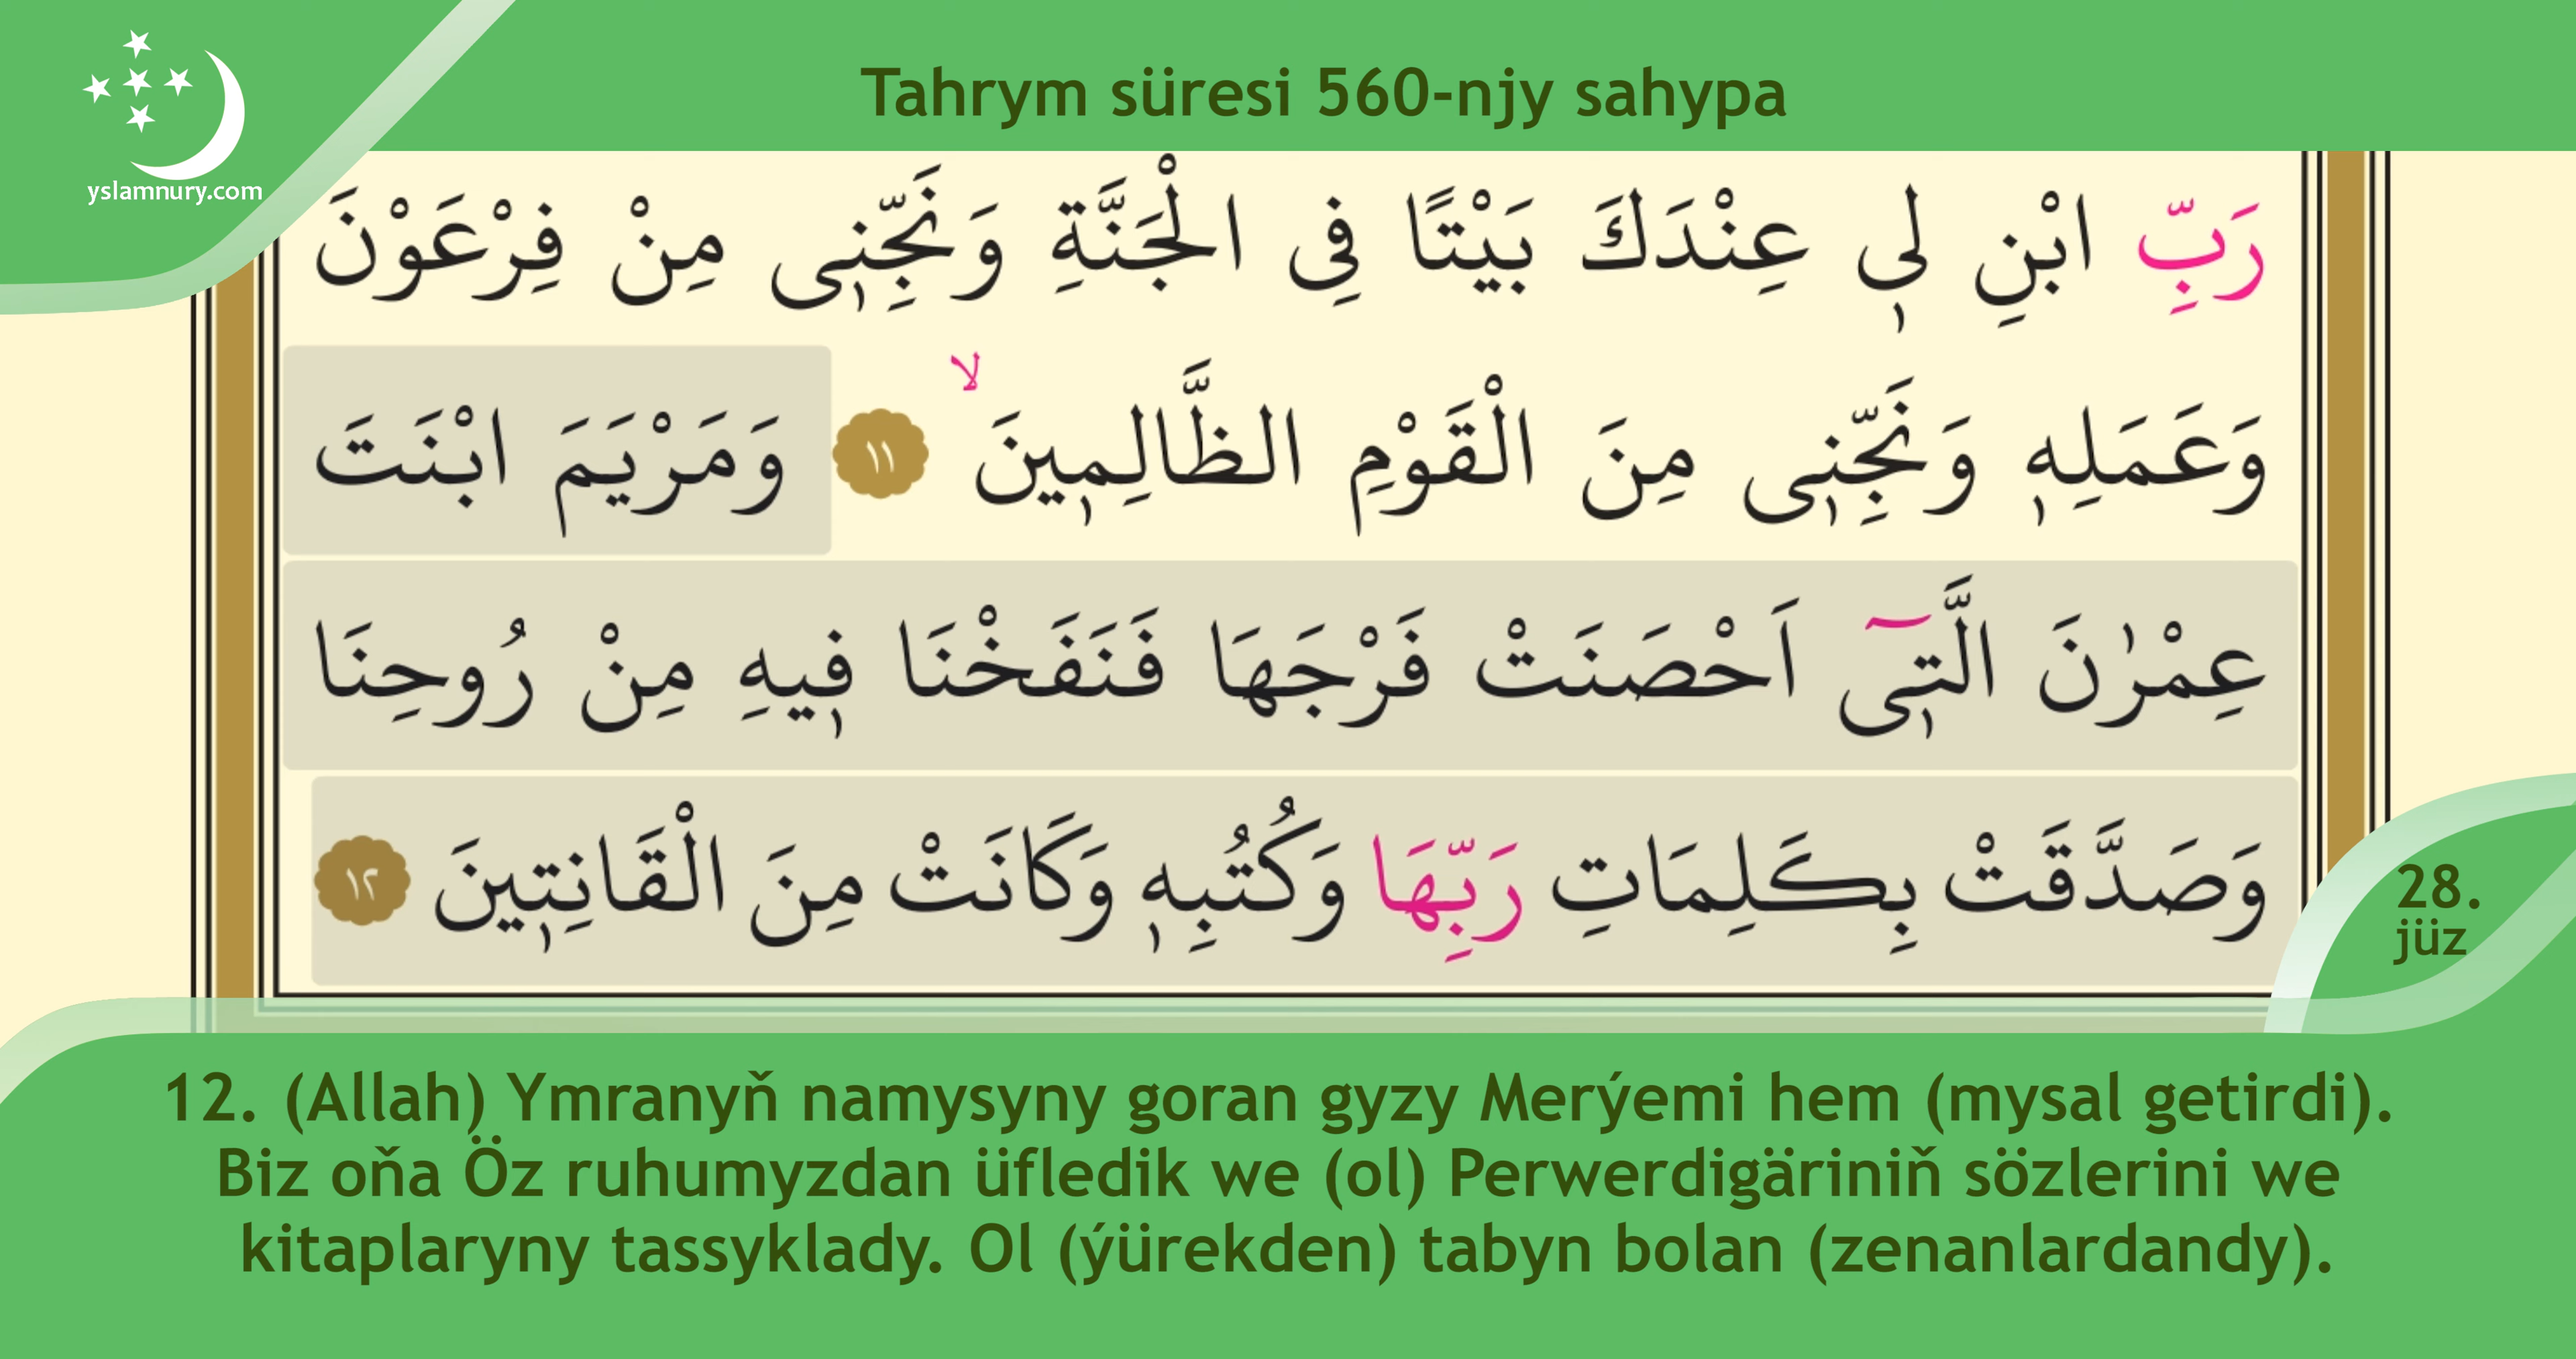 yslamnury.com
Tahrym süresi 560-njy sahypa
رَبِّ ابْنِ لٖى عِنْدَكَ بَيْتًا فِى الْجَنَّةِ وَنَجِّنٖى مِنْ فِرْعَوْنَ
وَعَمَلِهٖ وَنَجِّنٖى مِنَ الْقَوْمِ الظَّالِمٖينَ ۙ ١١ وَمَرْيَمَ ابْنَتَ
عِمْرٰنَ الَّتٖٓى اَحْصَنَتْ فَرْجَهَا فَنَفَخْنَا فٖيهِ مِنْ رُوحِنَا
وَصَدَّقَتْ بِكَلِمَاتِ رَبِّهَا وَكُتُبِهٖ وَكَانَتْ مِنَ الْقَانِتٖينَ ١٢
28.
jüz
12. (Allah) Ymranyň namysyny goran gyzy Merýemi hem (mysal getirdi).
Biz oňa Öz ruhumyzdan üfledik we (ol) Perwerdigäriniň sözlerini we
kitaplaryny tassyklady. Ol (ýürekden) tabyn bolan (zenanlardandy).